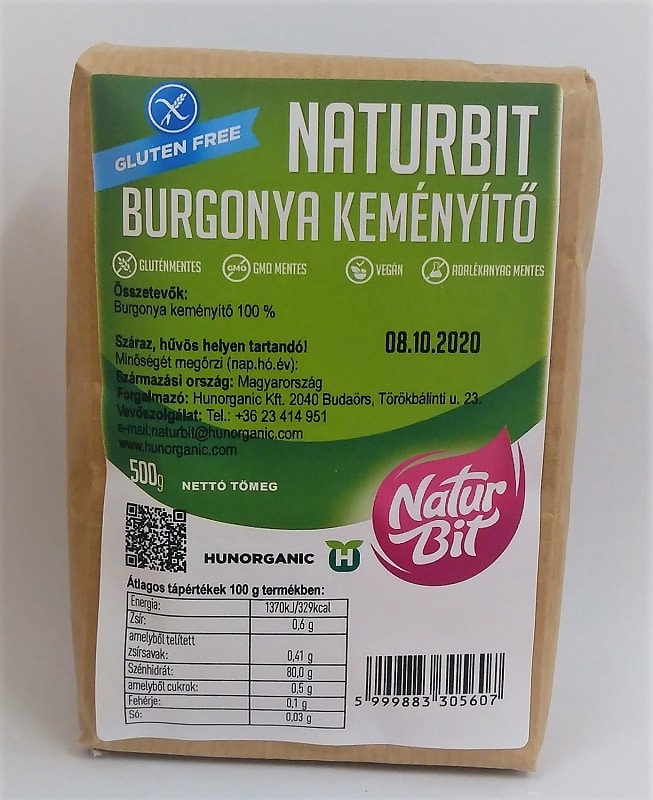 GLUTEN FREE
NATURBIT
BURGONYA KEMÉNYÍTŐ
GLUTÉNMENTES
GMO
GMO MENTES
VEGÁN
ADALÉKANYAG MENTES
Összetevők:
Burgonya keményítő 100 %
Száraz, hűvös helyen tartandó!
08.10.2020
Minőségét megőrzi (nap.hó.év):
Származási ország: Magyarország
Forgalmazó: Hunorganic Kft. 2040 Budaörs, Törökbálinti u. 23.
Vevőszolgálat: Tel.: +36 23 414 951
e-mail:naturbit@hunorganic.com
www.hunorganic.com
500g NETTÓ TÖMEG
Natur
Bit
HUNORGANIC H
Átlagos tápértékek 100 g termékben:
Energia: 1370kJ/329kcal
Zsír: 0,6 g
amelyből telített
zsírsavak: 0,41 g
Szénhidrát: 80,0 g
amelyből cukrok: 0,5 g
Fehérje: 0,1 g
Só: 0,03 g
5 999883 305607